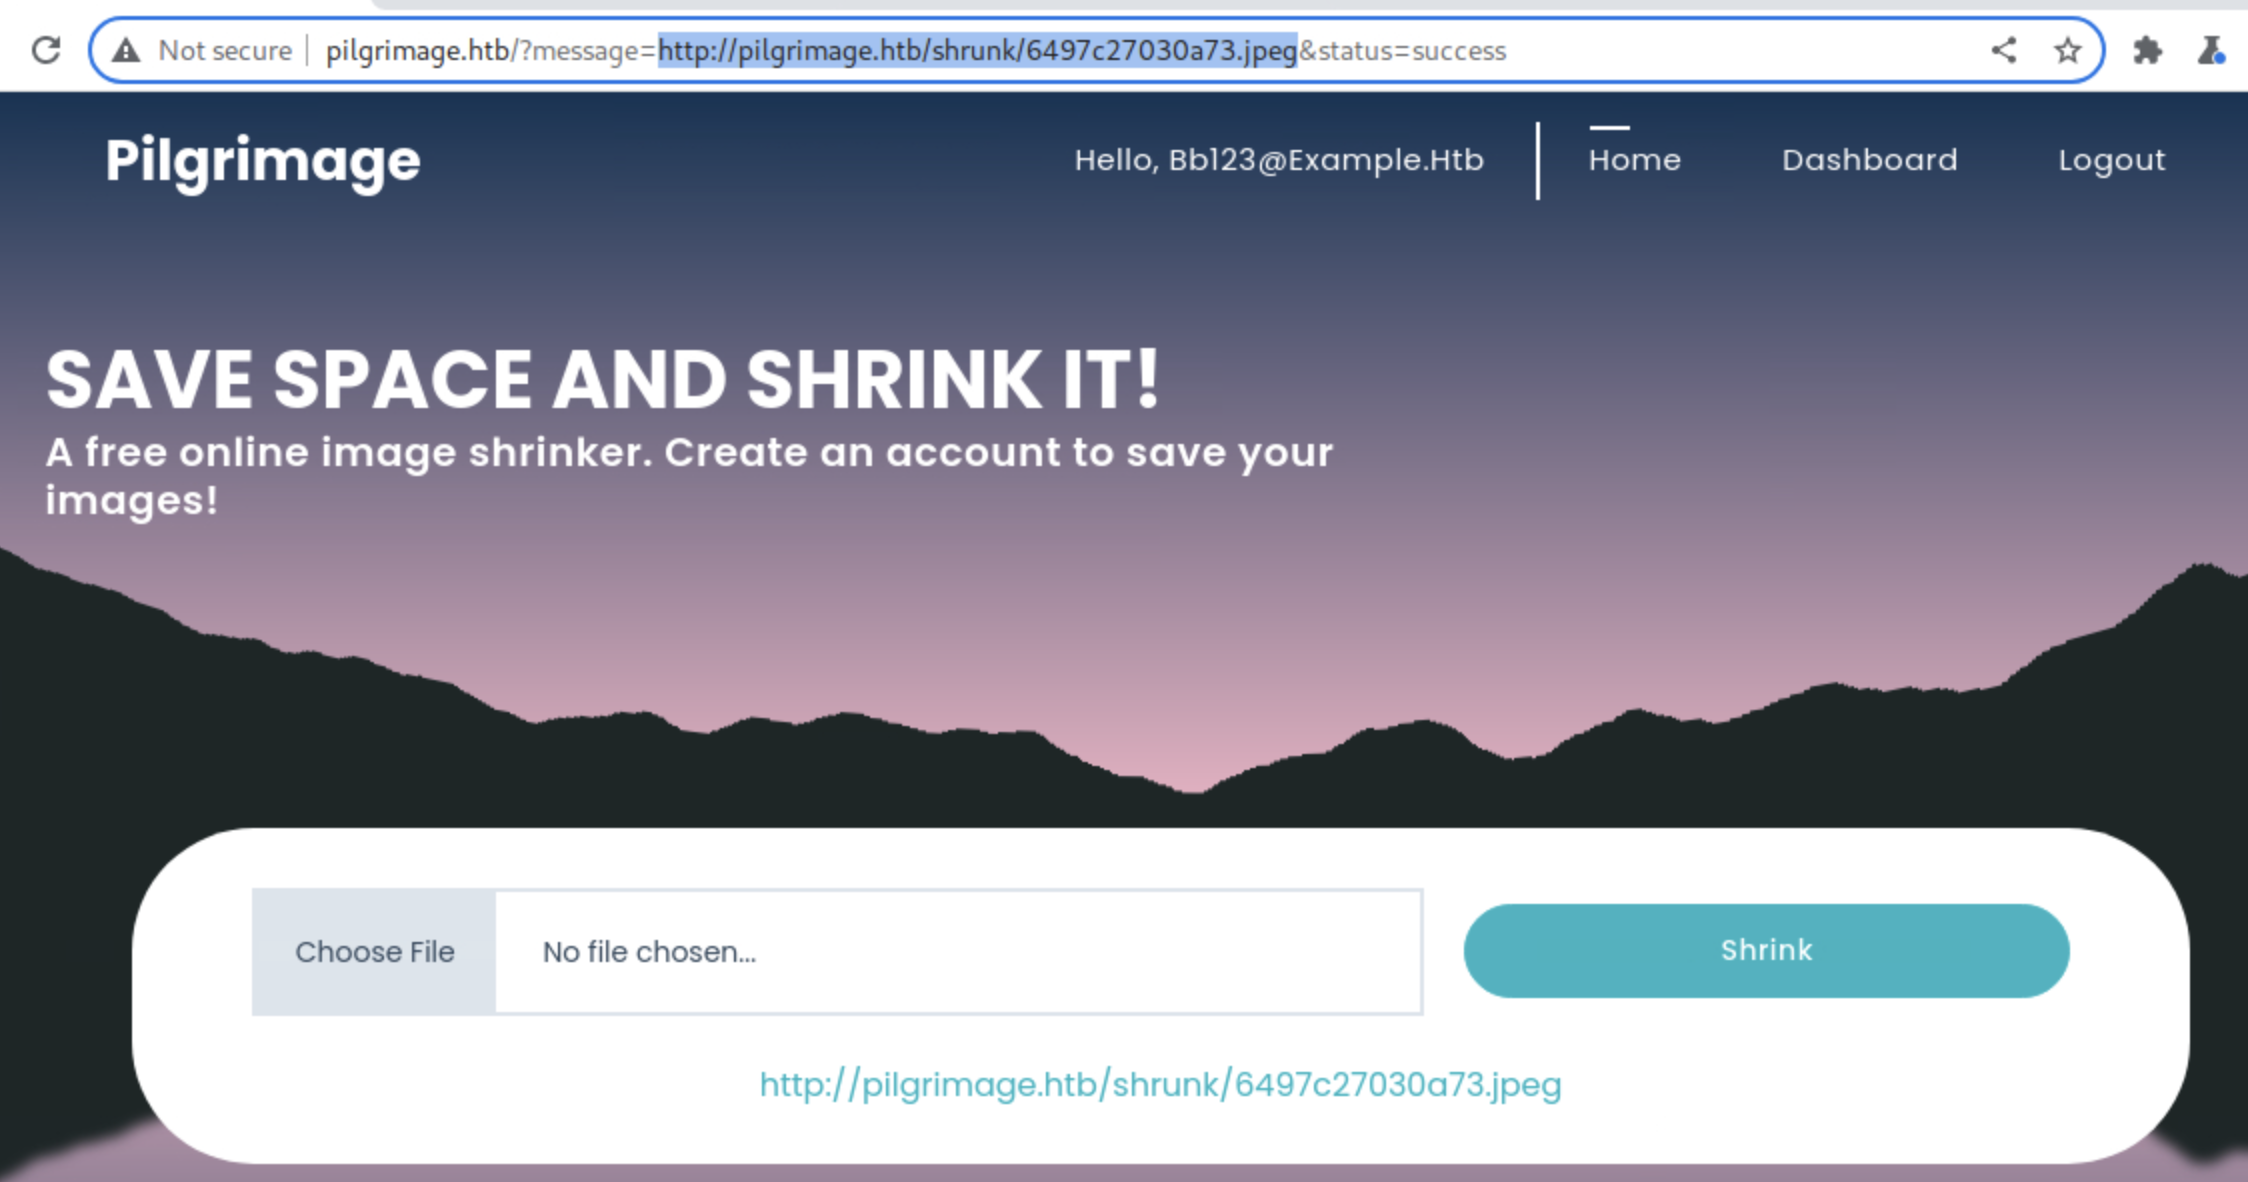 Not secure pilgrimage.htb/?message=http://pilgrimage.htb/shrunk/6497c27030a73.jpeg&status=success
Pilgrimage
Hello, Bb123@Example.Htb
Home
Dashboard
Logout
SAVE SPACE AND SHRINK IT!
A free online image shrinker. Create an account to save your
images!
Choose File
No file chosen...
Shrink
http://pilgrimage.htb/shrunk/6497c27030a73.jpeg